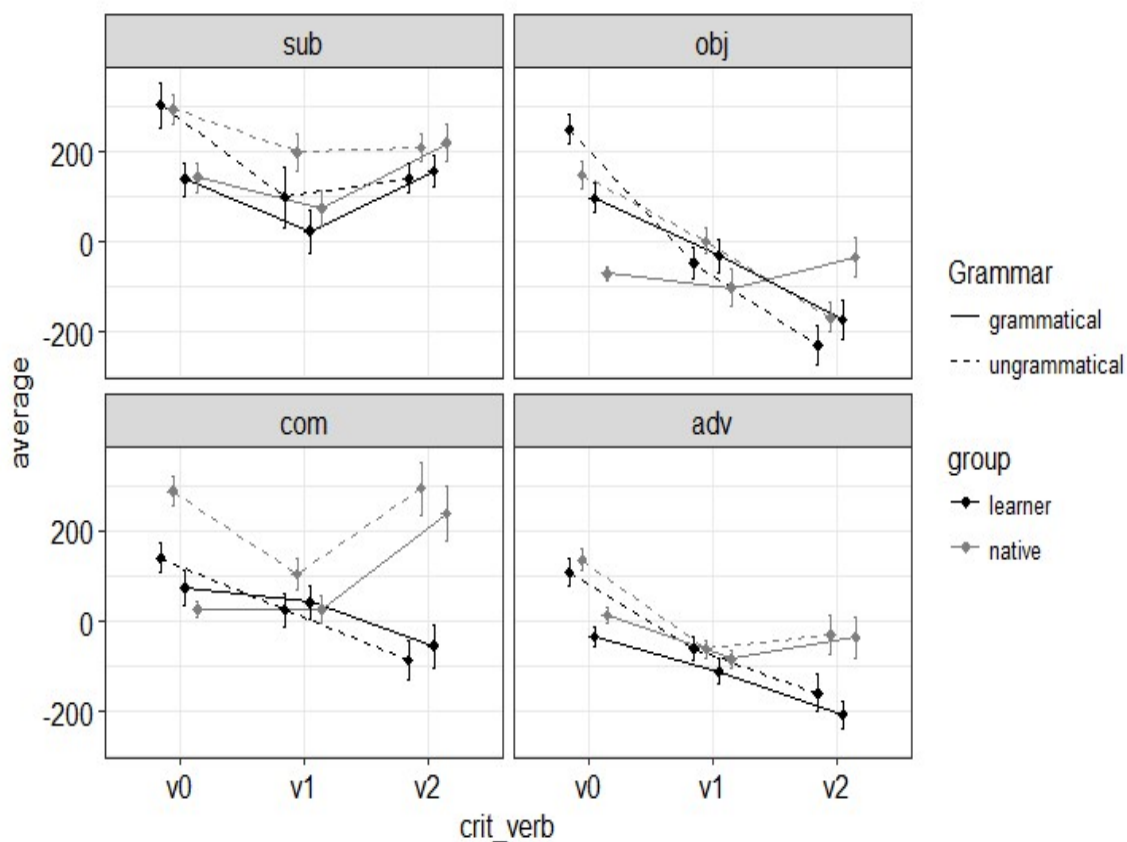 sub
obj
200
0
-200
com
adv
200
0
-200
v0
v1
v2
v0
v1
v2
average
crit_verb
Grammar
grammatical
ungrammatical
group
learner
native